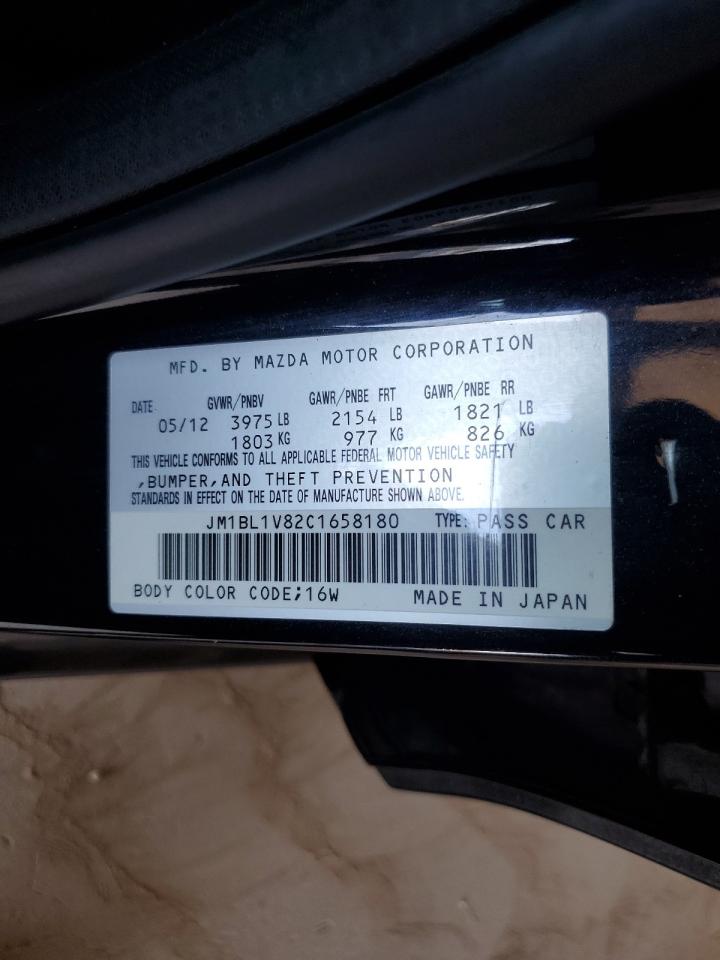 MFD. BY MAZDA MOTOR CORPORATION
DATE GVWR/PNBV GAWR/PNBE FRT GAWR/PNBE RR
05/12 3975 LB 2154 LB 1821 LB
1803 KG 977 KG 826 KG
THIS VEHICLE CONFORMS TO ALL APPLICABLE FEDERAL MOTOR VEHICLE SAFETY
,BUMPER,AND THEFT PREVENTION
STANDARDS IN EFFECT ON THE DATE OF MANUFACTURE SHOWN ABOVE.
JM1BL1V82C1658180 TYPE: PASS CAR
BODY COLOR CODE;16W MADE IN JAPAN